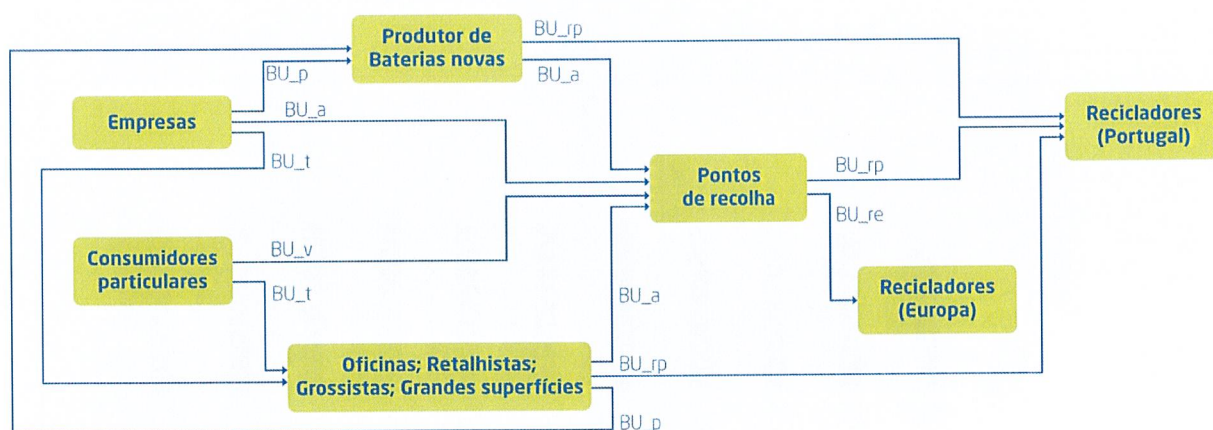 BU_rp
Produtor de
Baterias novas
BU_p
BU_a
Empresas
BU_a
BU_t
Recicladores
(Portugal)
Pontos
de recolha
BU_rp
BU_re
Consumidores
particulares
BU_v
BU_t
BU_a
Recicladores
(Europa)
Oficinas; Retalhistas;
Grossistas; Grandes superfícies
BU_rp
BU_p